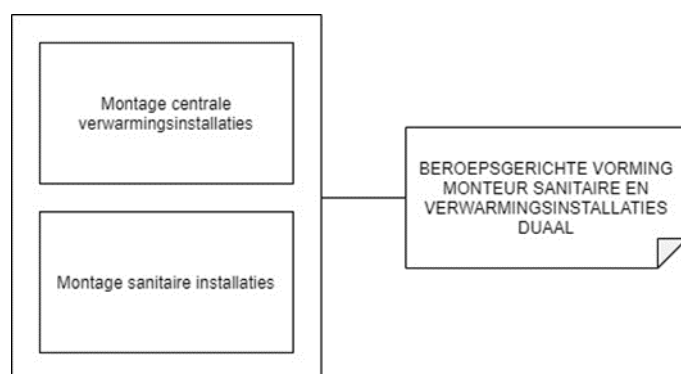 Montage centrale
verwarmingsinstallaties
Montage sanitaire installaties
BEROEPSGERICHTE VORMING
MONTEUR SANITAIRE EN
VERWARMINGSINSTALLATIES
DUAAL